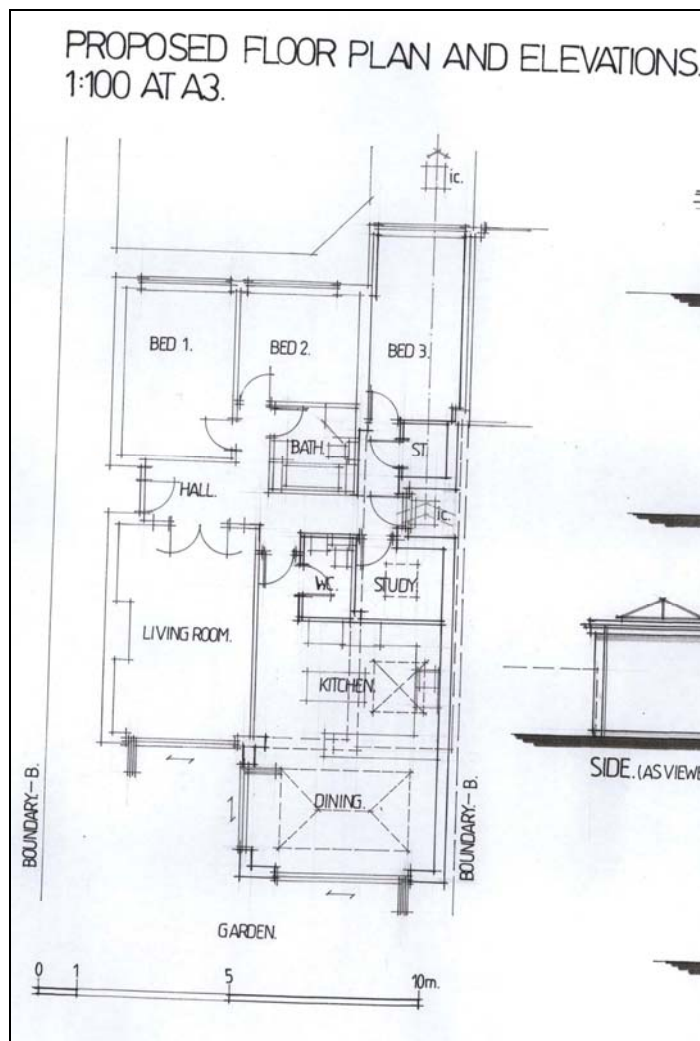 PROPOSED FLOOR PLAN AND ELEVATIONS.
1:100 AT A3.
ic.
BED 1.
BED 2.
BED 3.
BATH.
ST.
HALL.
ic.
WC.
STUDY
LIVING ROOM.
KITCHEN.
DINING.
SIDE. (AS VIEWE
BOUNDARY.- B.
BOUNDARY.- B.
GARDEN.
0 1 5 10m.